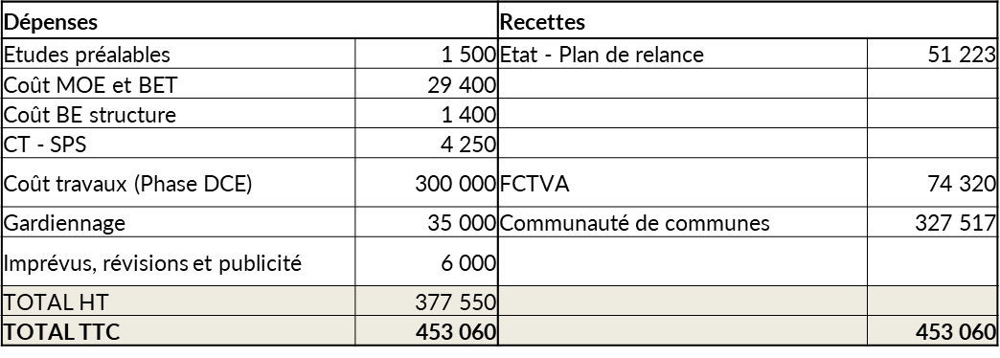 Dépenses Recettes
Etudes préalables 1 500 Etat - Plan de relance 51 223
Coût MOE et BET 29 400
Coût BE structure 1 400
CT - SPS 4 250
Coût travaux (Phase DCE) 300 000 FCTVA 74 320
Gardiennage 35 000 Communauté de communes 327 517
Imprévus, révisions et publicité 6 000
TOTAL HT 377 550
TOTAL TTC 453 060 453 060